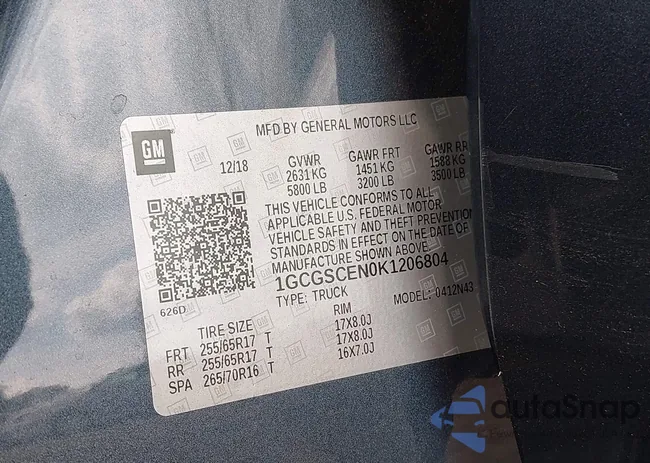 MFD BY GENERAL MOTORS LLC
GM
12/18
GVWR GAWR FRT GAWR RR
2631 KG 1451 KG 1588 KG
5800 LB 3200 LB 3500 LB
THIS VEHICLE CONFORMS TO ALL
APPLICABLE U.S. FEDERAL MOTOR
VEHICLE SAFETY AND THEFT PREVENTION
STANDARDS IN EFFECT ON THE DATE OF
MANUFACTURE SHOWN ABOVE.
1GCGSCEN0K1206804
TYPE: TRUCK MODEL: 0412N43
626D
TIRE SIZE RIM
FRT 255/65R17 T 17X8.0J
RR 255/65R17 T 17X8.0J
SPA 265/70R16 T 16X7.0J
autoSnap